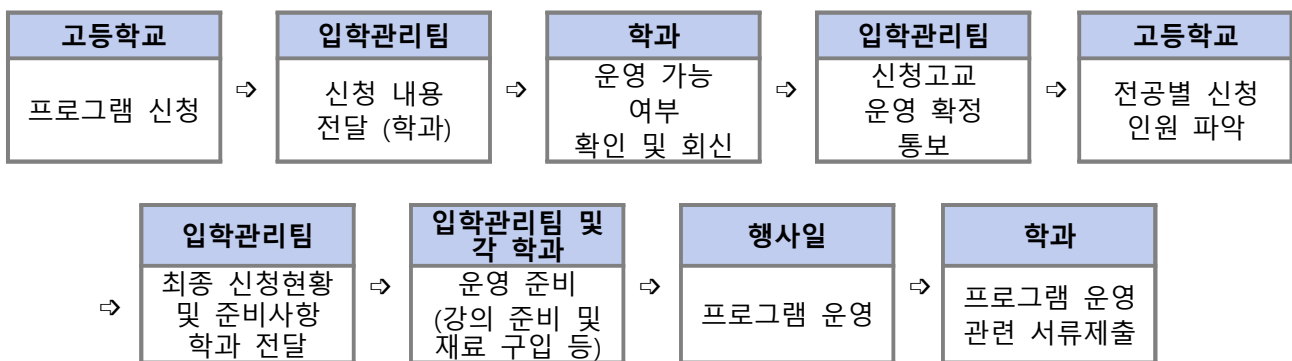 고등학교
프로그램 신청
⇨
입학관리팀
신청 내용
전달 (학과)
⇨
학과
운영 가능
여부
확인 및 회신
⇨
입학관리팀
신청고교
운영 확정
통보
⇨
고등학교
전공별 신청
인원 파악
⇨
입학관리팀
최종 신청현황
및 준비사항
학과 전달
⇨
입학관리팀 및
각 학과
운영 준비
(강의 준비 및
재료 구입 등)
⇨
행사일
프로그램 운영
⇨
학과
프로그램 운영
관련 서류제출